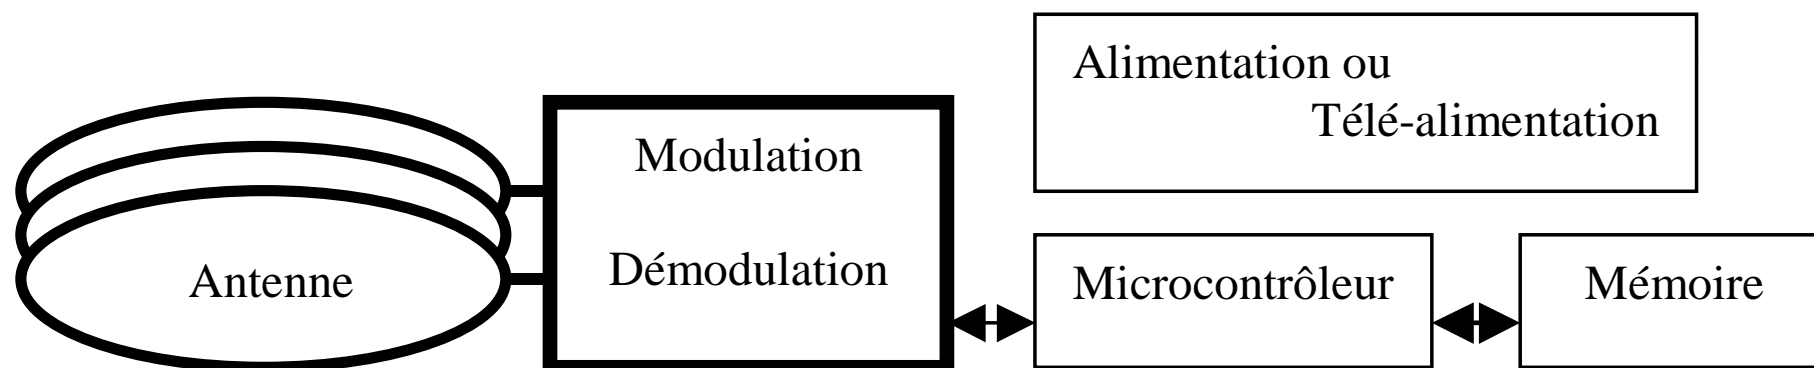 Alimentation ou
Télé-alimentation
Modulation
Démodulation
Antenne
Microcontrôleur
Mémoire